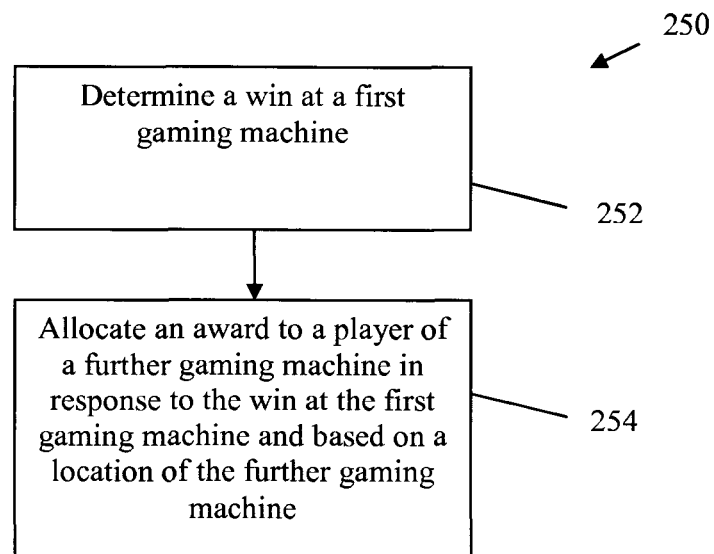 250
Determine a win at a first
gaming machine
252
Allocate an award to a player of
a further gaming machine in
response to the win at the first
gaming machine and based on a
location of the further gaming
machine
254